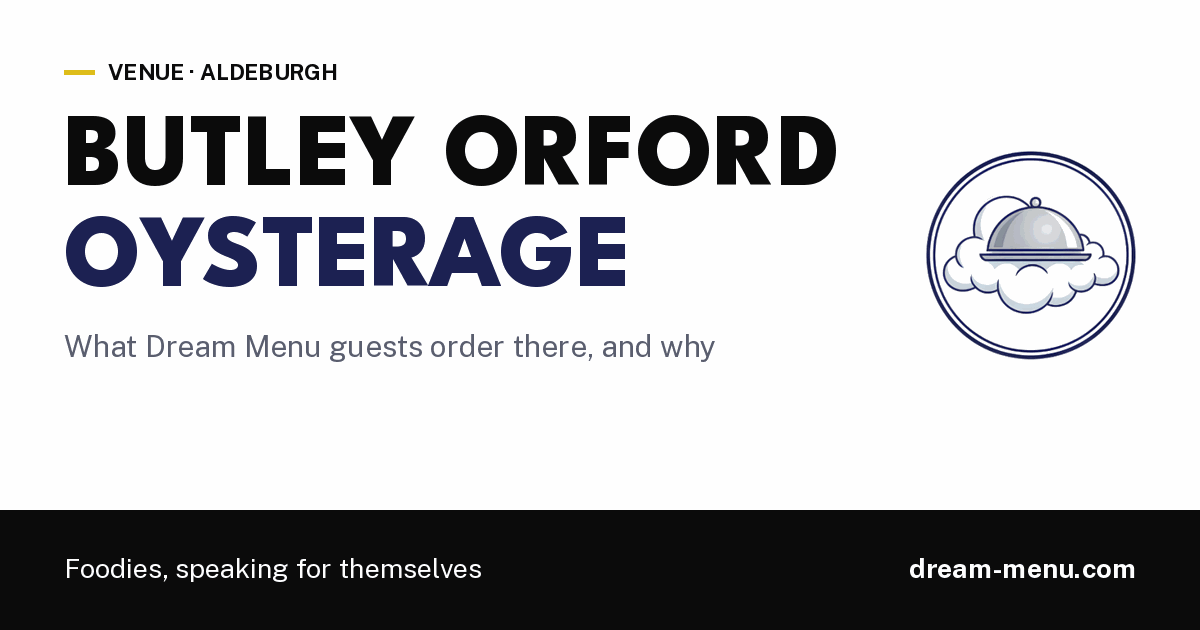 VENUE · ALDEBURGH
BUTLEY ORFORD
OYSTERAGE
What Dream Menu guests order there, and why
Foodies, speaking for themselves
dream-menu.com